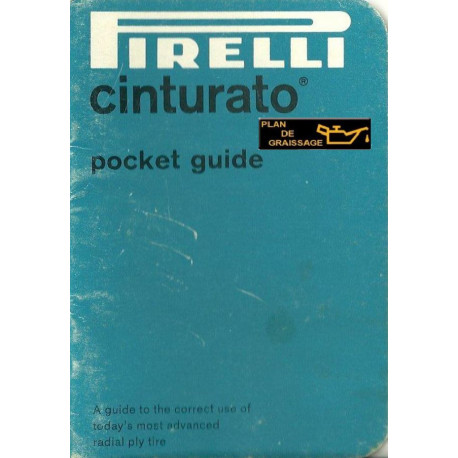 PIRELLI
cinturato®
PLAN
DE
GRAISSAGE
pocket guide
A guide to the correct use of
today's most advanced
radial ply tire